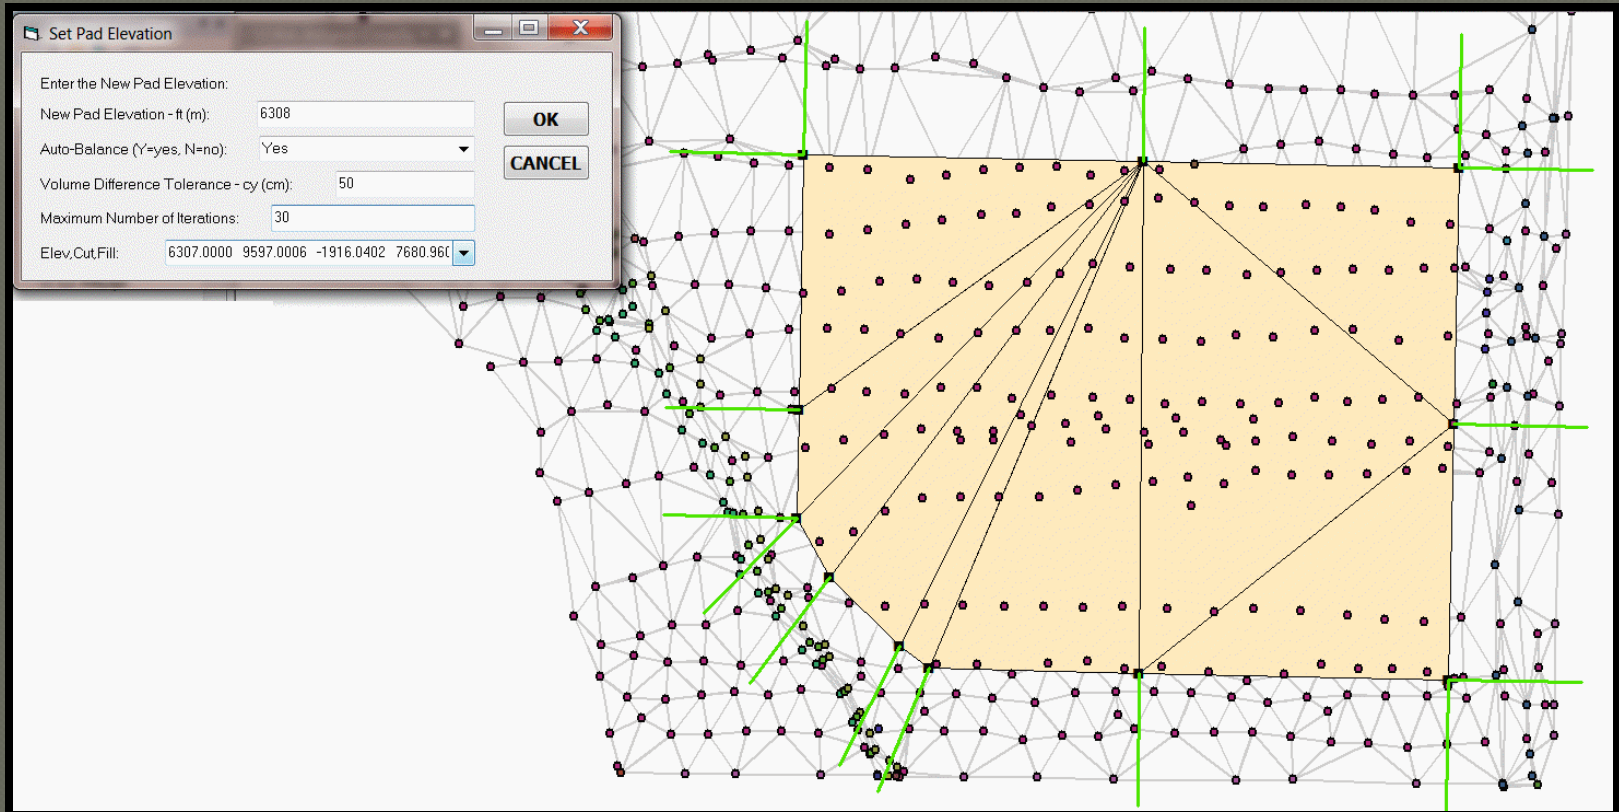 Set Pad Elevation
Enter the New Pad Elevation:
New Pad Elevation - ft (m): 6308
OK
Auto-Balance (Y=yes, N=no): Yes
CANCEL
Volume Difference Tolerance - cy (cm): 50
Maximum Number of Iterations: 30
Elev,Cut,Fill: 6307.0000 9597.0006 -1916.0402 7680.960